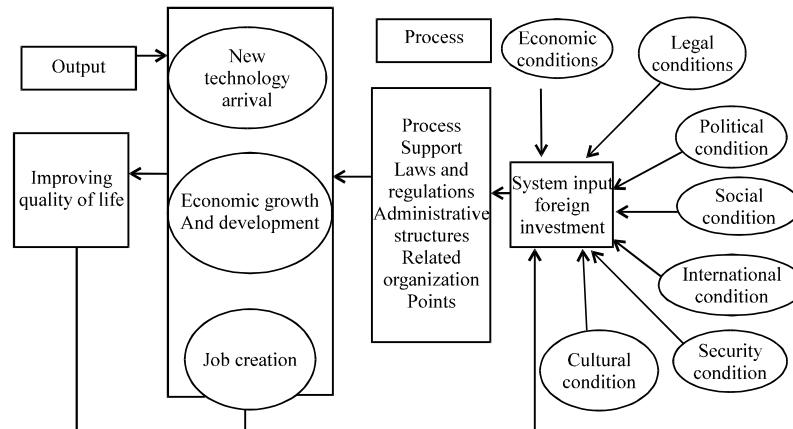 Output
New
technology
arrival
Process
Economic
conditions
Legal
conditions
Improving
quality of life
Economic growth
And development
Job creation
Process
Support
Laws and
regulations
Administrative
structures
Related
organization
Points
System input
foreign
investment
Political
condition
Social
condition
International
condition
Security
condition
Cultural
condition